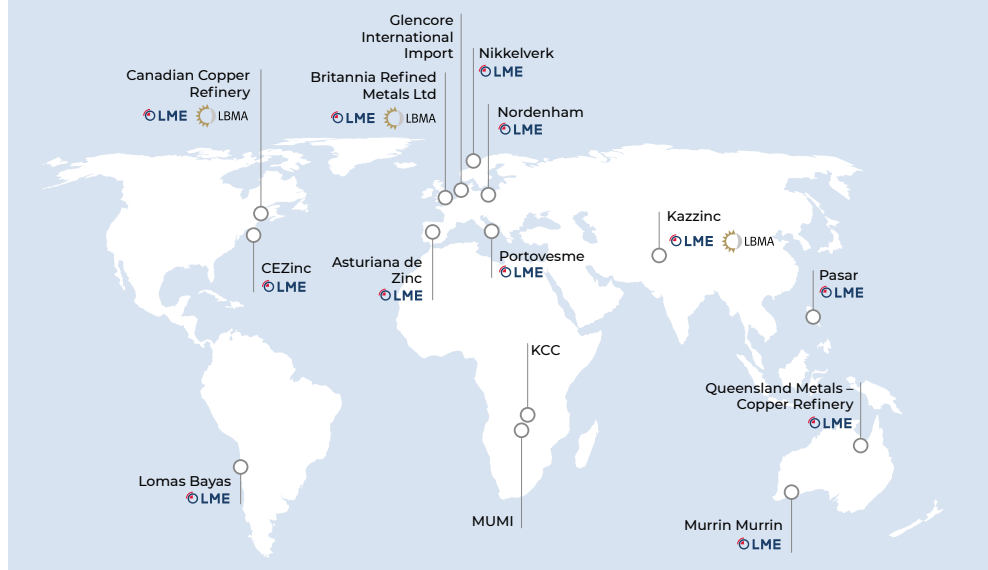 Glencore
International
Import
Nikkelverk
LME
Canadian Copper
Refinery
LME LBMA
Britannia Refined
Metals Ltd
LME LBMA
Nordenham
LME
Kazzinc
LME LBMA
CEZinc
LME
Asturiana de
Zinc
LME
Portovesme
LME
Pasar
LME
KCC
Queensland Metals –
Copper Refinery
LME
Lomas Bayas
LME
MUMI
Murrin Murrin
LME